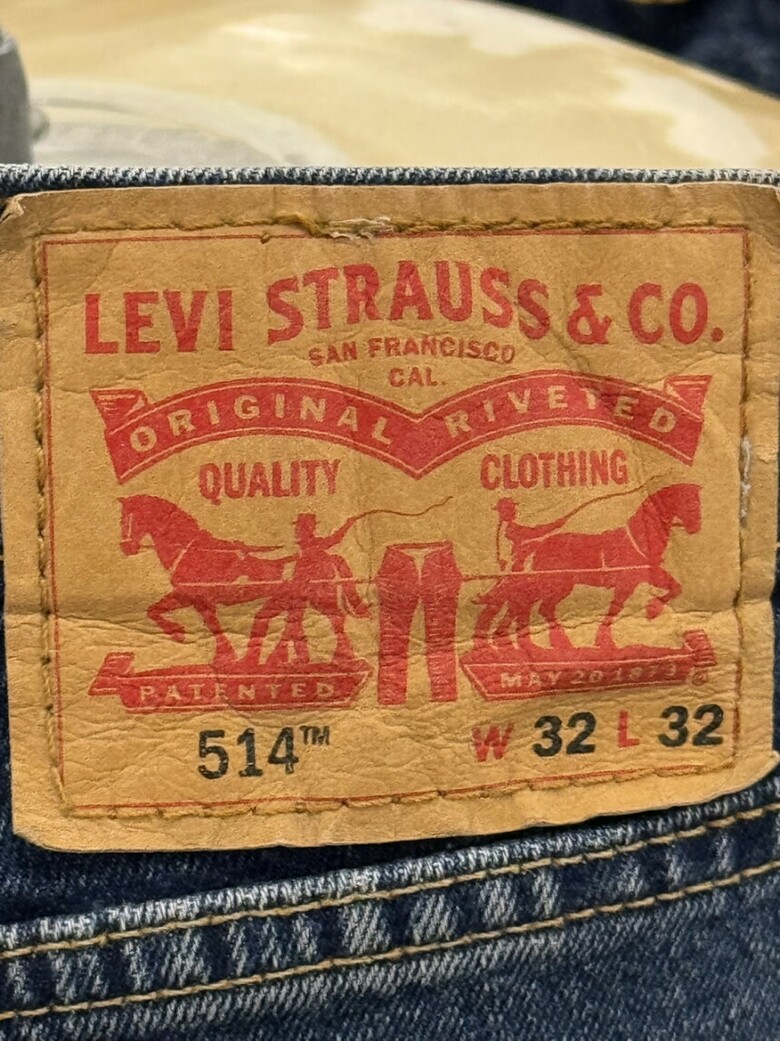 LEVI STRAUSS & CO.
SAN FRANCISCO
CAL.
ORIGINAL RIVETED
QUALITY CLOTHING
PATENTED MAY 20 1873 ®
514™ W 32 L 32